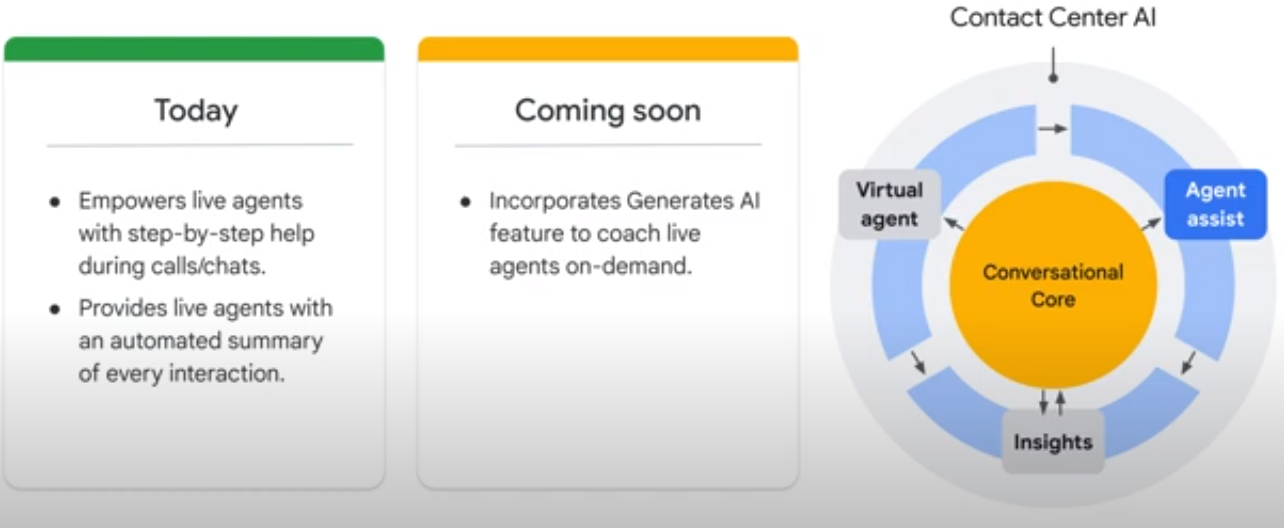 Today
Empowers live agents
with step-by-step help
during calls/chats.
Provides live agents with
an automated summary
of every interaction.
Coming soon
Incorporates Generates AI
feature to coach live
agents on-demand.
Contact Center AI
Virtual
agent
Agent
assist
Conversational
Core
Insights